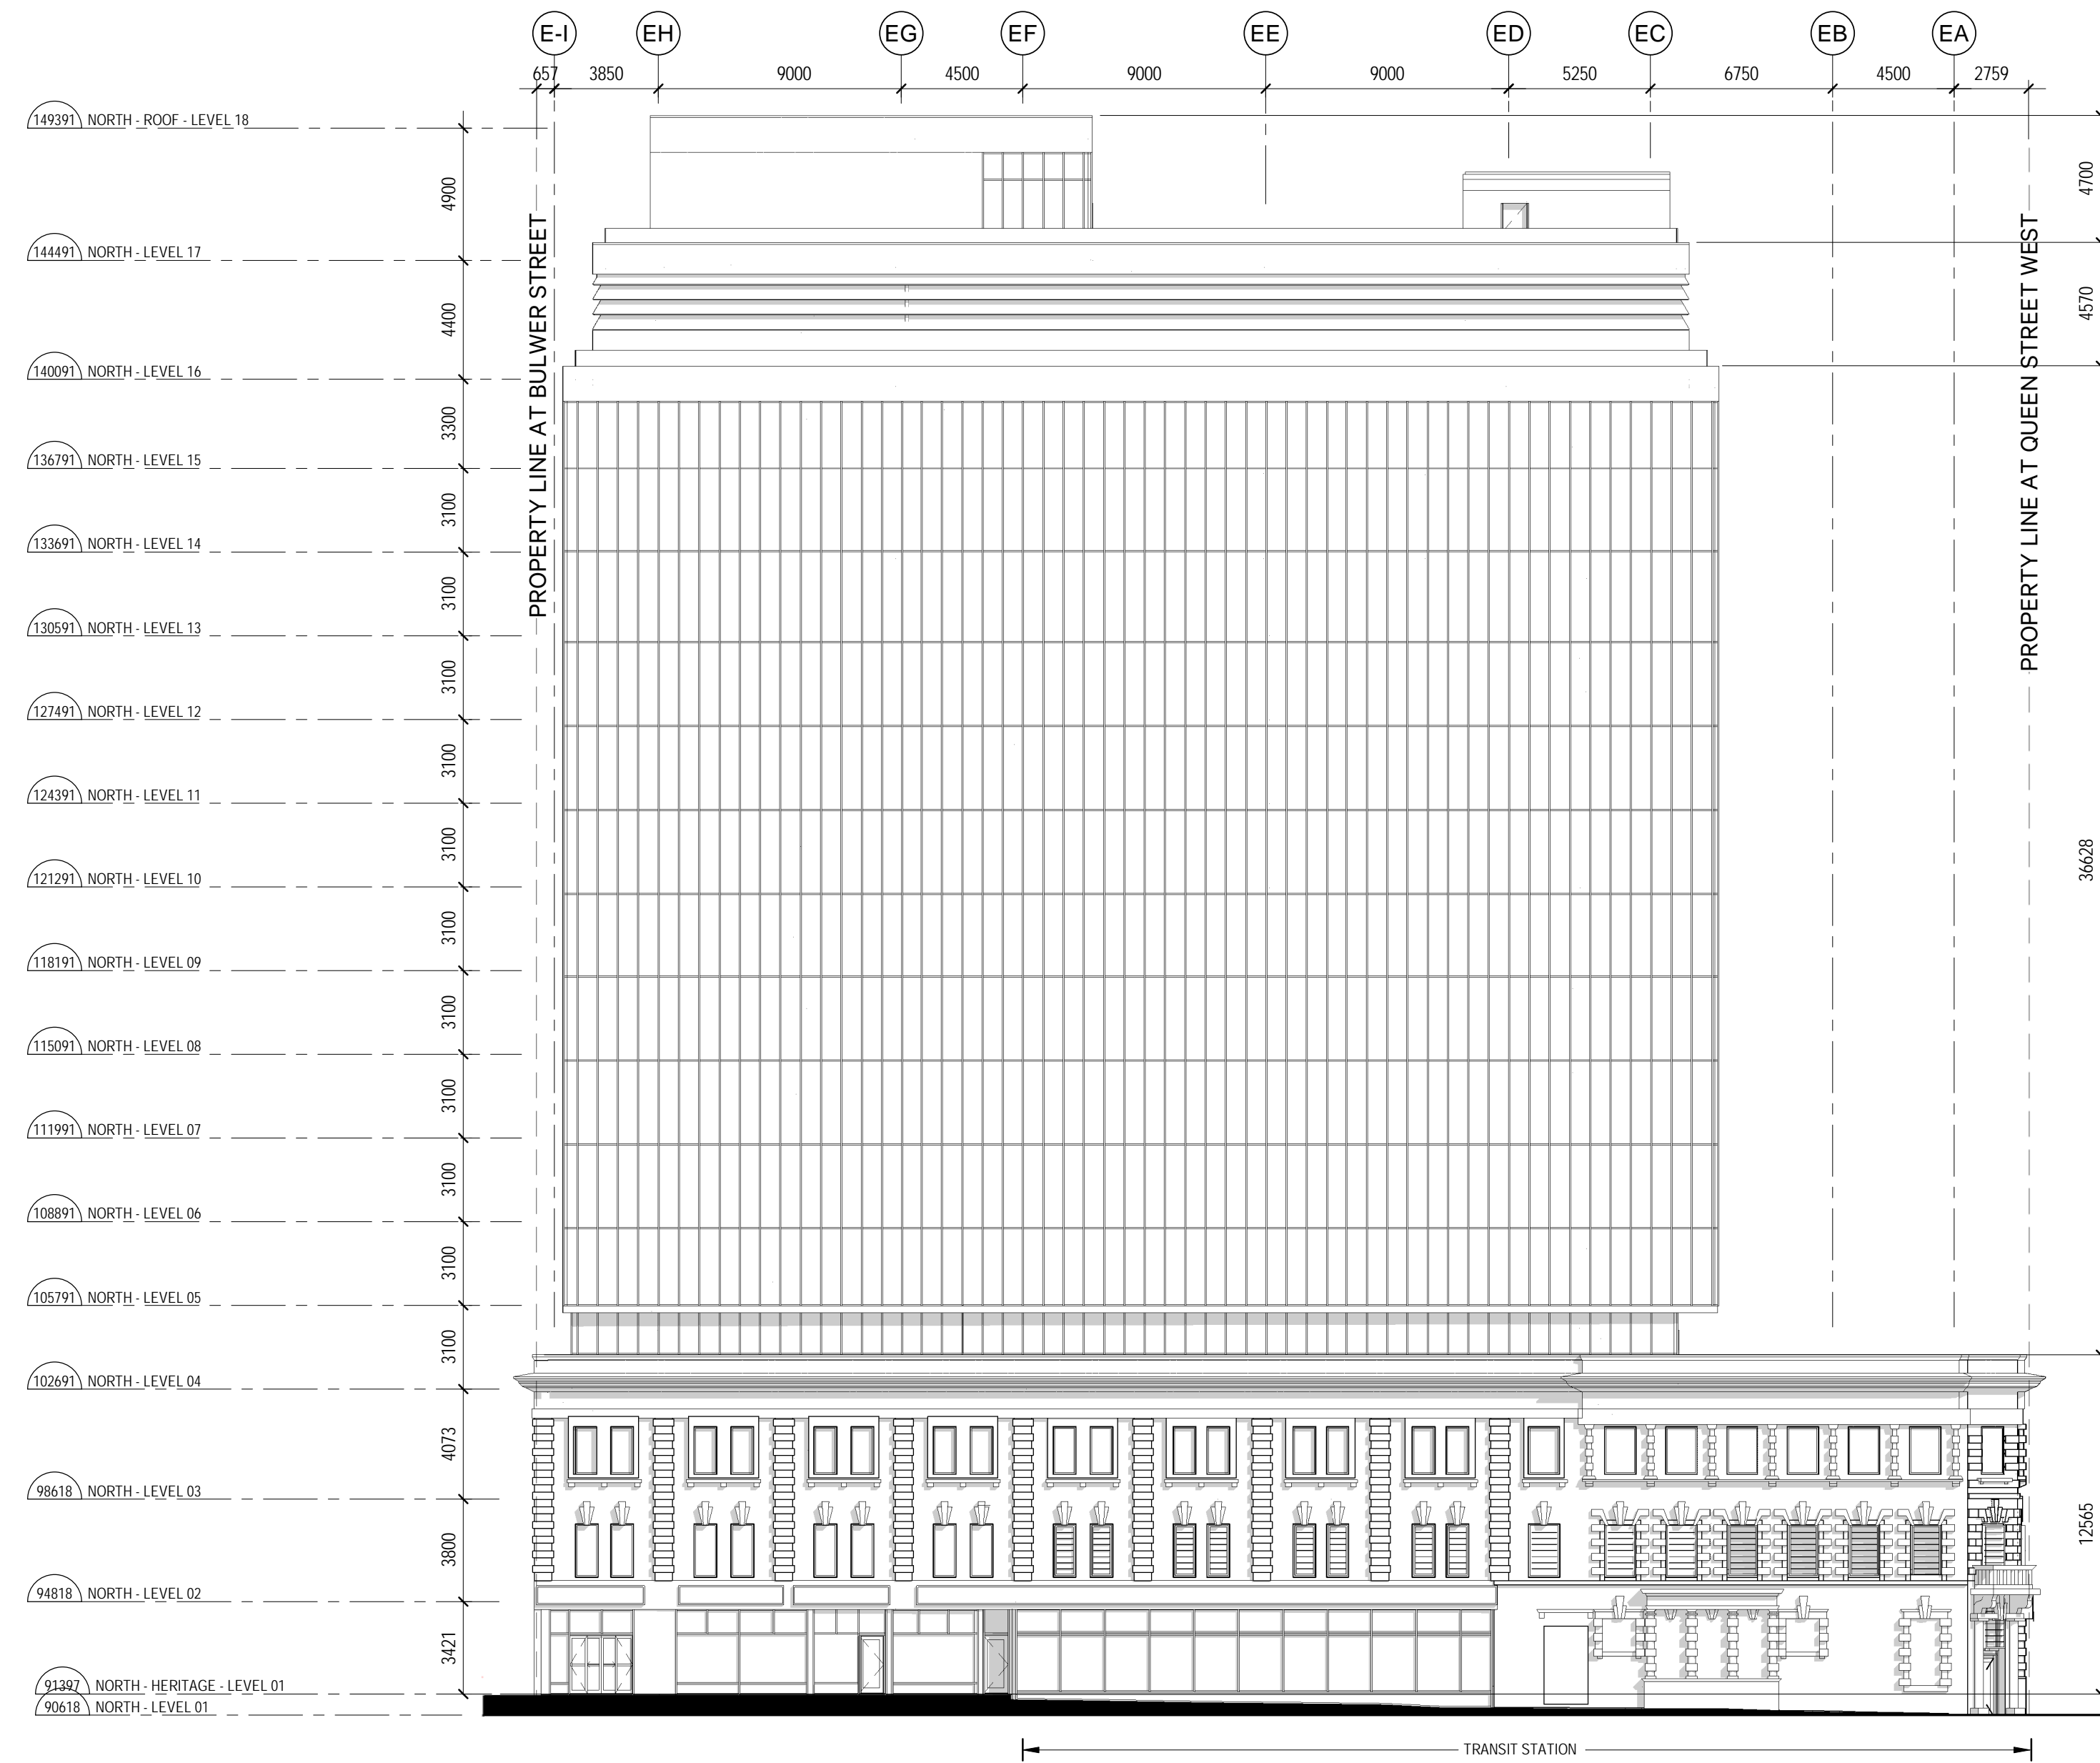 E-I EH EG EF EE ED EC EB EA
657 3850 9000 4500 9000 9000 5250 6750 4500 2759
149391 NORTH - ROOF - LEVEL 18
4900
4700
144491 NORTH - LEVEL 17
4400
4570
140091 NORTH - LEVEL 16
3300
136791 NORTH - LEVEL 15
3100
133691 NORTH - LEVEL 14
3100
130591 NORTH - LEVEL 13
3100
127491 NORTH - LEVEL 12
3100
124391 NORTH - LEVEL 11
3100
36628
121291 NORTH - LEVEL 10
3100
118191 NORTH - LEVEL 09
3100
115091 NORTH - LEVEL 08
3100
111991 NORTH - LEVEL 07
3100
108891 NORTH - LEVEL 06
3100
105791 NORTH - LEVEL 05
3100
102691 NORTH - LEVEL 04
4073
98618 NORTH - LEVEL 03
3800
12565
94818 NORTH - LEVEL 02
3421
91397 NORTH - HERITAGE - LEVEL 01
90618 NORTH - LEVEL 01
PROPERTY LINE AT BULWER STREET
PROPERTY LINE AT QUEEN STREET WEST
TRANSIT STATION